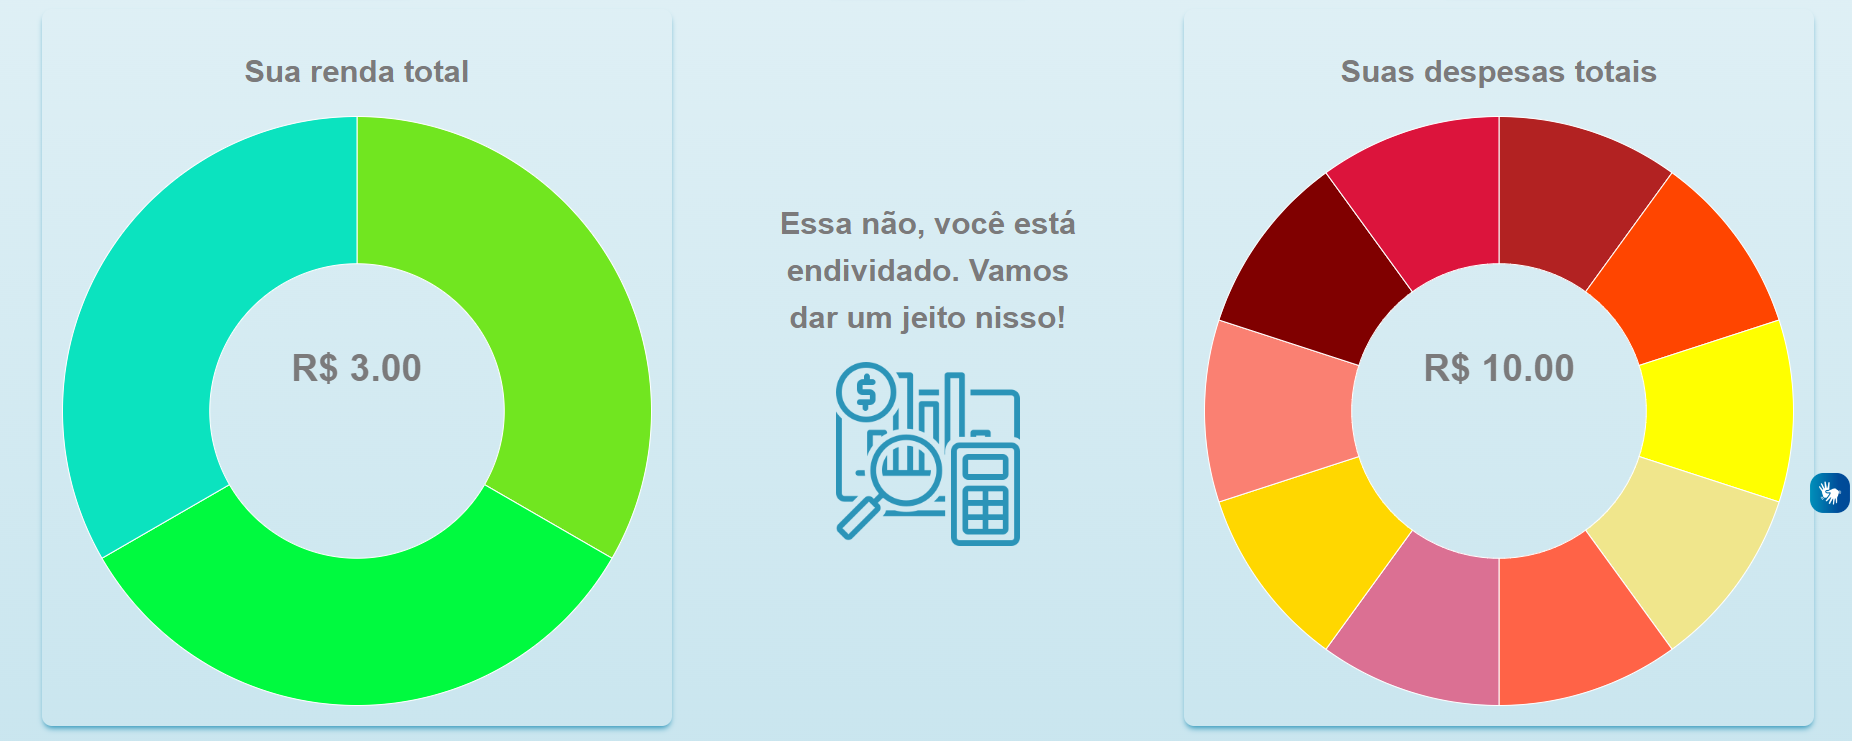 Sua renda total
R$ 3.00
Essa não, você está
endividado. Vamos
dar um jeito nisso!
$
Suas despesas totais
R$ 10.00